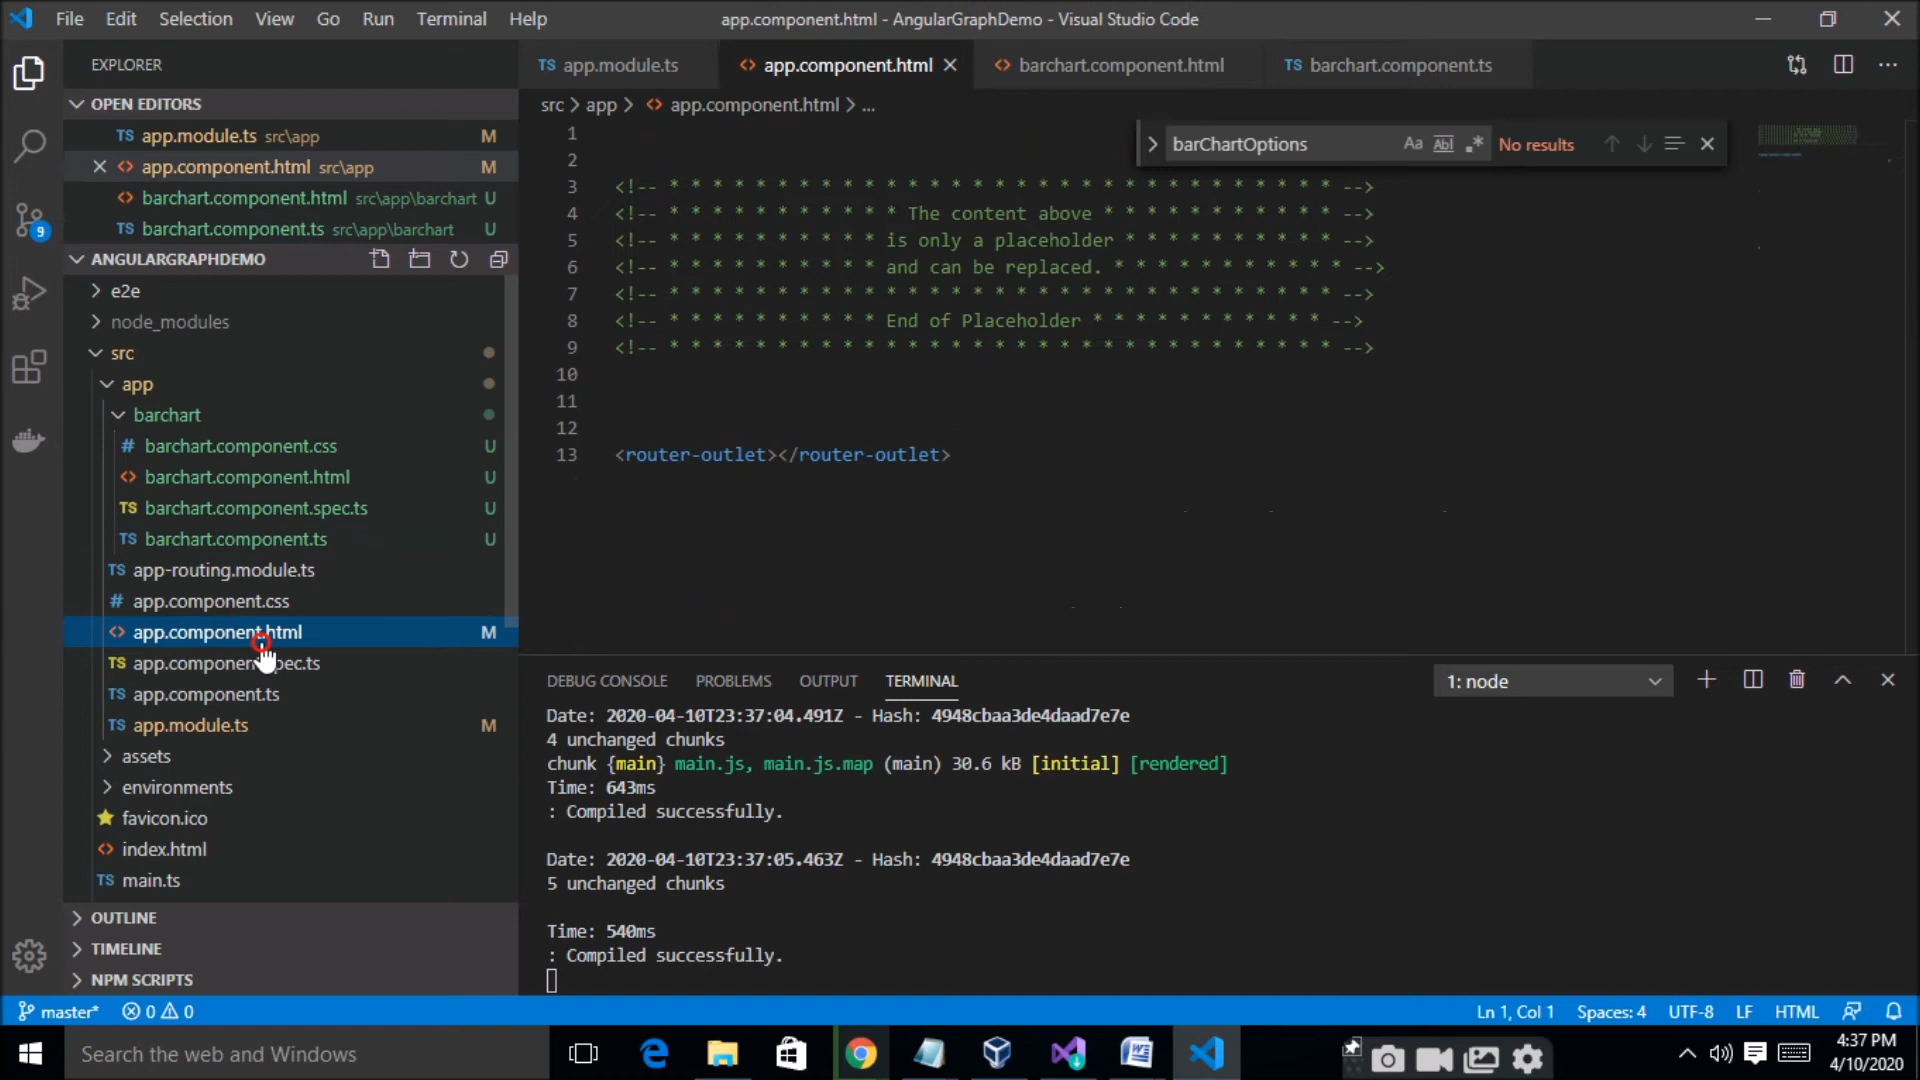 File Edit Selection View Go Run Terminal Help app.component.html - AngularGraphDemo - Visual Studio Code
EXPLORER
OPEN EDITORS
TS app.module.ts src\app M
<> app.component.html src\app M
<> barchart.component.html src\app\barchart U
TS barchart.component.ts src\app\barchart U
ANGULARGRAPHDEMO
e2e
node_modules
src
app
barchart
# barchart.component.css U
<> barchart.component.html U
TS barchart.component.spec.ts U
TS barchart.component.ts U
TS app-routing.module.ts
# app.component.css
<> app.component.html M
TS app.component.spec.ts
TS app.component.ts
TS app.module.ts M
assets
environments
favicon.ico
<> index.html
TS main.ts
OUTLINE
TIMELINE
NPM SCRIPTS
9
TS app.module.ts <> app.component.html <> barchart.component.html TS barchart.component.ts
src > app > <> app.component.html > ...
barChartOptions Aa Abl .* No results
1
2
3 <!-- * * * * * * * * * * * * * * * * * * * * * * * * * * * * * * * -->
4 <!-- * * * * * * * * * * * The content above * * * * * * * * * * * -->
5 <!-- * * * * * * * * * * is only a placeholder * * * * * * * * * * -->
6 <!-- * * * * * * * * * * and can be replaced. * * * * * * * * * * * -->
7 <!-- * * * * * * * * * * * * * * * * * * * * * * * * * * * * * * * -->
8 <!-- * * * * * * * * * * End of Placeholder * * * * * * * * * * * -->
9 <!-- * * * * * * * * * * * * * * * * * * * * * * * * * * * * * * * -->
10
11
12
13 <router-outlet></router-outlet>
DEBUG CONSOLE PROBLEMS OUTPUT TERMINAL 1: node
Date: 2020-04-10T23:37:04.491Z - Hash: 4948cbaa3de4daad7e7e
4 unchanged chunks
chunk {main} main.js, main.js.map (main) 30.6 kB [initial] [rendered]
Time: 643ms
: Compiled successfully.
Date: 2020-04-10T23:37:05.463Z - Hash: 4948cbaa3de4daad7e7e
5 unchanged chunks
Time: 540ms
: Compiled successfully.
master* 0 0 Ln 1, Col 1 Spaces: 4 UTF-8 LF HTML
Search the web and Windows
4:37 PM
4/10/2020